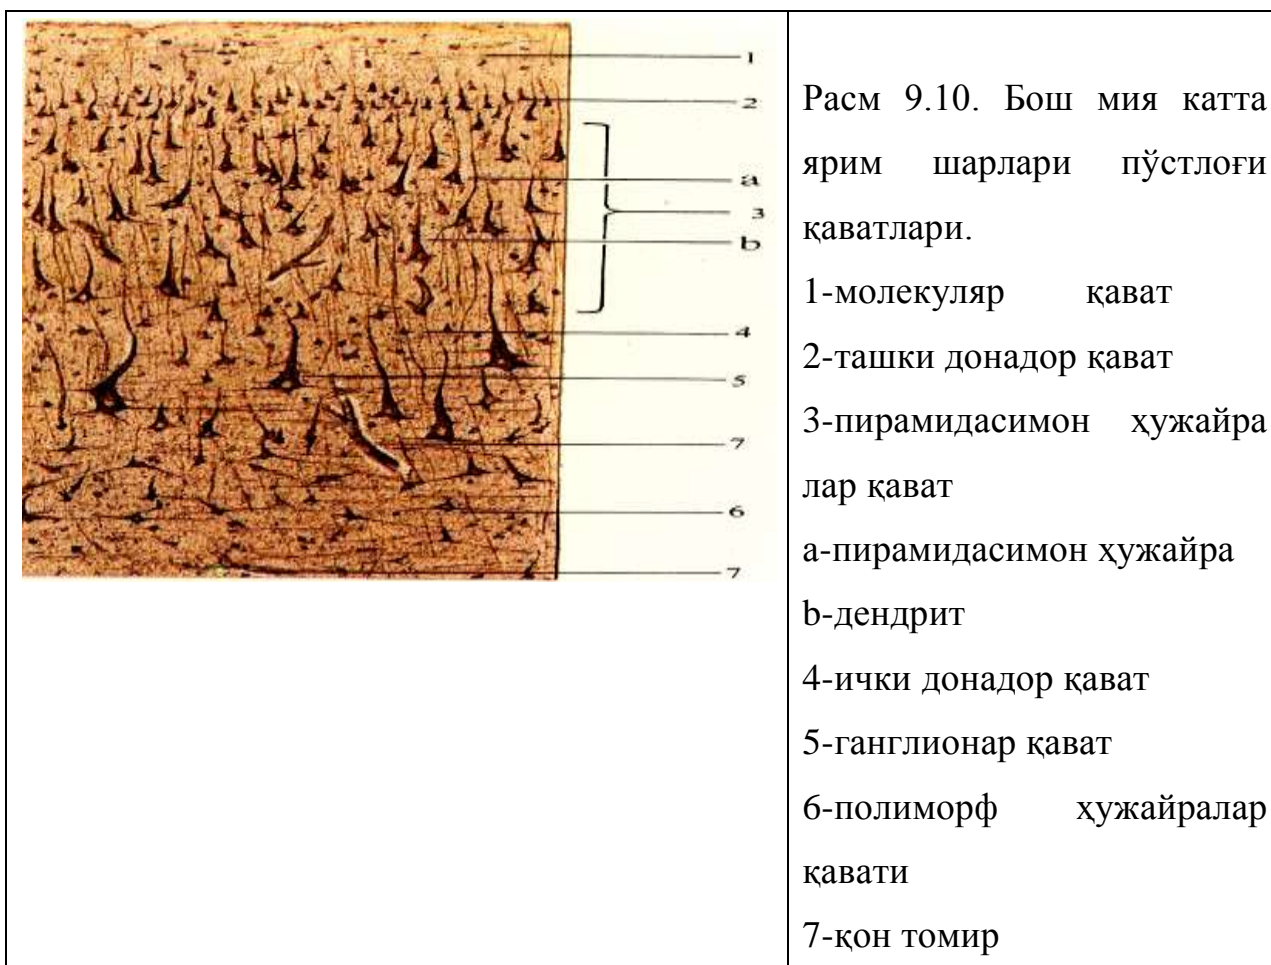 1
2
a
3
b
4
5
7
6
7
Расм 9.10. Бош мия катта
ярим шарлари пўстлоғи
қаватлари.
1-молекуляр қават
2-ташки донадор қават
3-пирамидасимон ҳужайра
лар қават
а-пирамидасимон ҳужайра
b-дендрит
4-ички донадор қават
5-ганглионар қават
6-полиморф ҳужайралар
қавати
7-қон томир